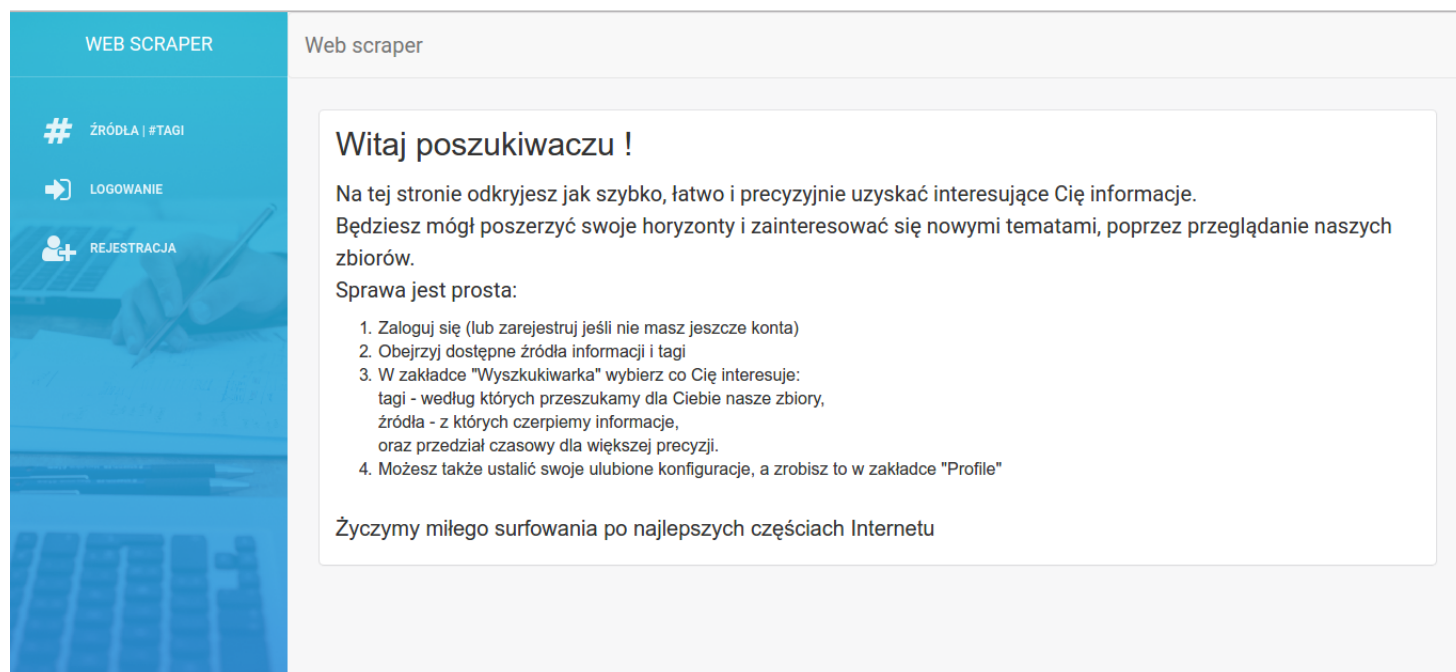 WEB SCRAPER
Web scraper
ŹRÓDŁA | #TAGI
LOGOWANIE
REJESTRACJA
Witaj poszukiwaczu !
Na tej stronie odkryjesz jak szybko, łatwo i precyzyjnie uzyskać interesujące Cię informacje.
Będziesz mógł poszerzyć swoje horyzonty i zainteresować się nowymi tematami, poprzez przeglądanie naszych
zbiorów.
Sprawa jest prosta:
1. Zaloguj się (lub zarejestruj jeśli nie masz jeszcze konta)
2. Obejrzyj dostępne źródła informacji i tagi
3. W zakładce "Wyszkukiwarka" wybierz co Cię interesuje:
tagi - według których przeszukamy dla Ciebie nasze zbiory,
źródła - z których czerpiemy informacje,
oraz przedział czasowy dla większej precyzji.
4. Możesz także ustalić swoje ulubione konfiguracje, a zrobisz to w zakładce "Profile"
Życzymy miłego surfowania po najlepszych częściach Internetu